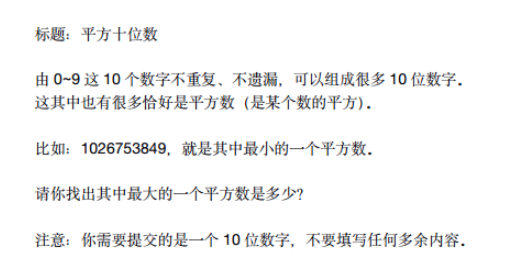 标题：平方十位数
由 0~9 这 10 个数字不重复、不遗漏，可以组成很多 10 位数字。
这其中也有很多恰好是平方数（是某个数的平方）。
比如：1026753849，就是其中最小的一个平方数。
请你找出其中最大的一个平方数是多少？
注意：你需要提交的是一个 10 位数字，不要填写任何多余内容。